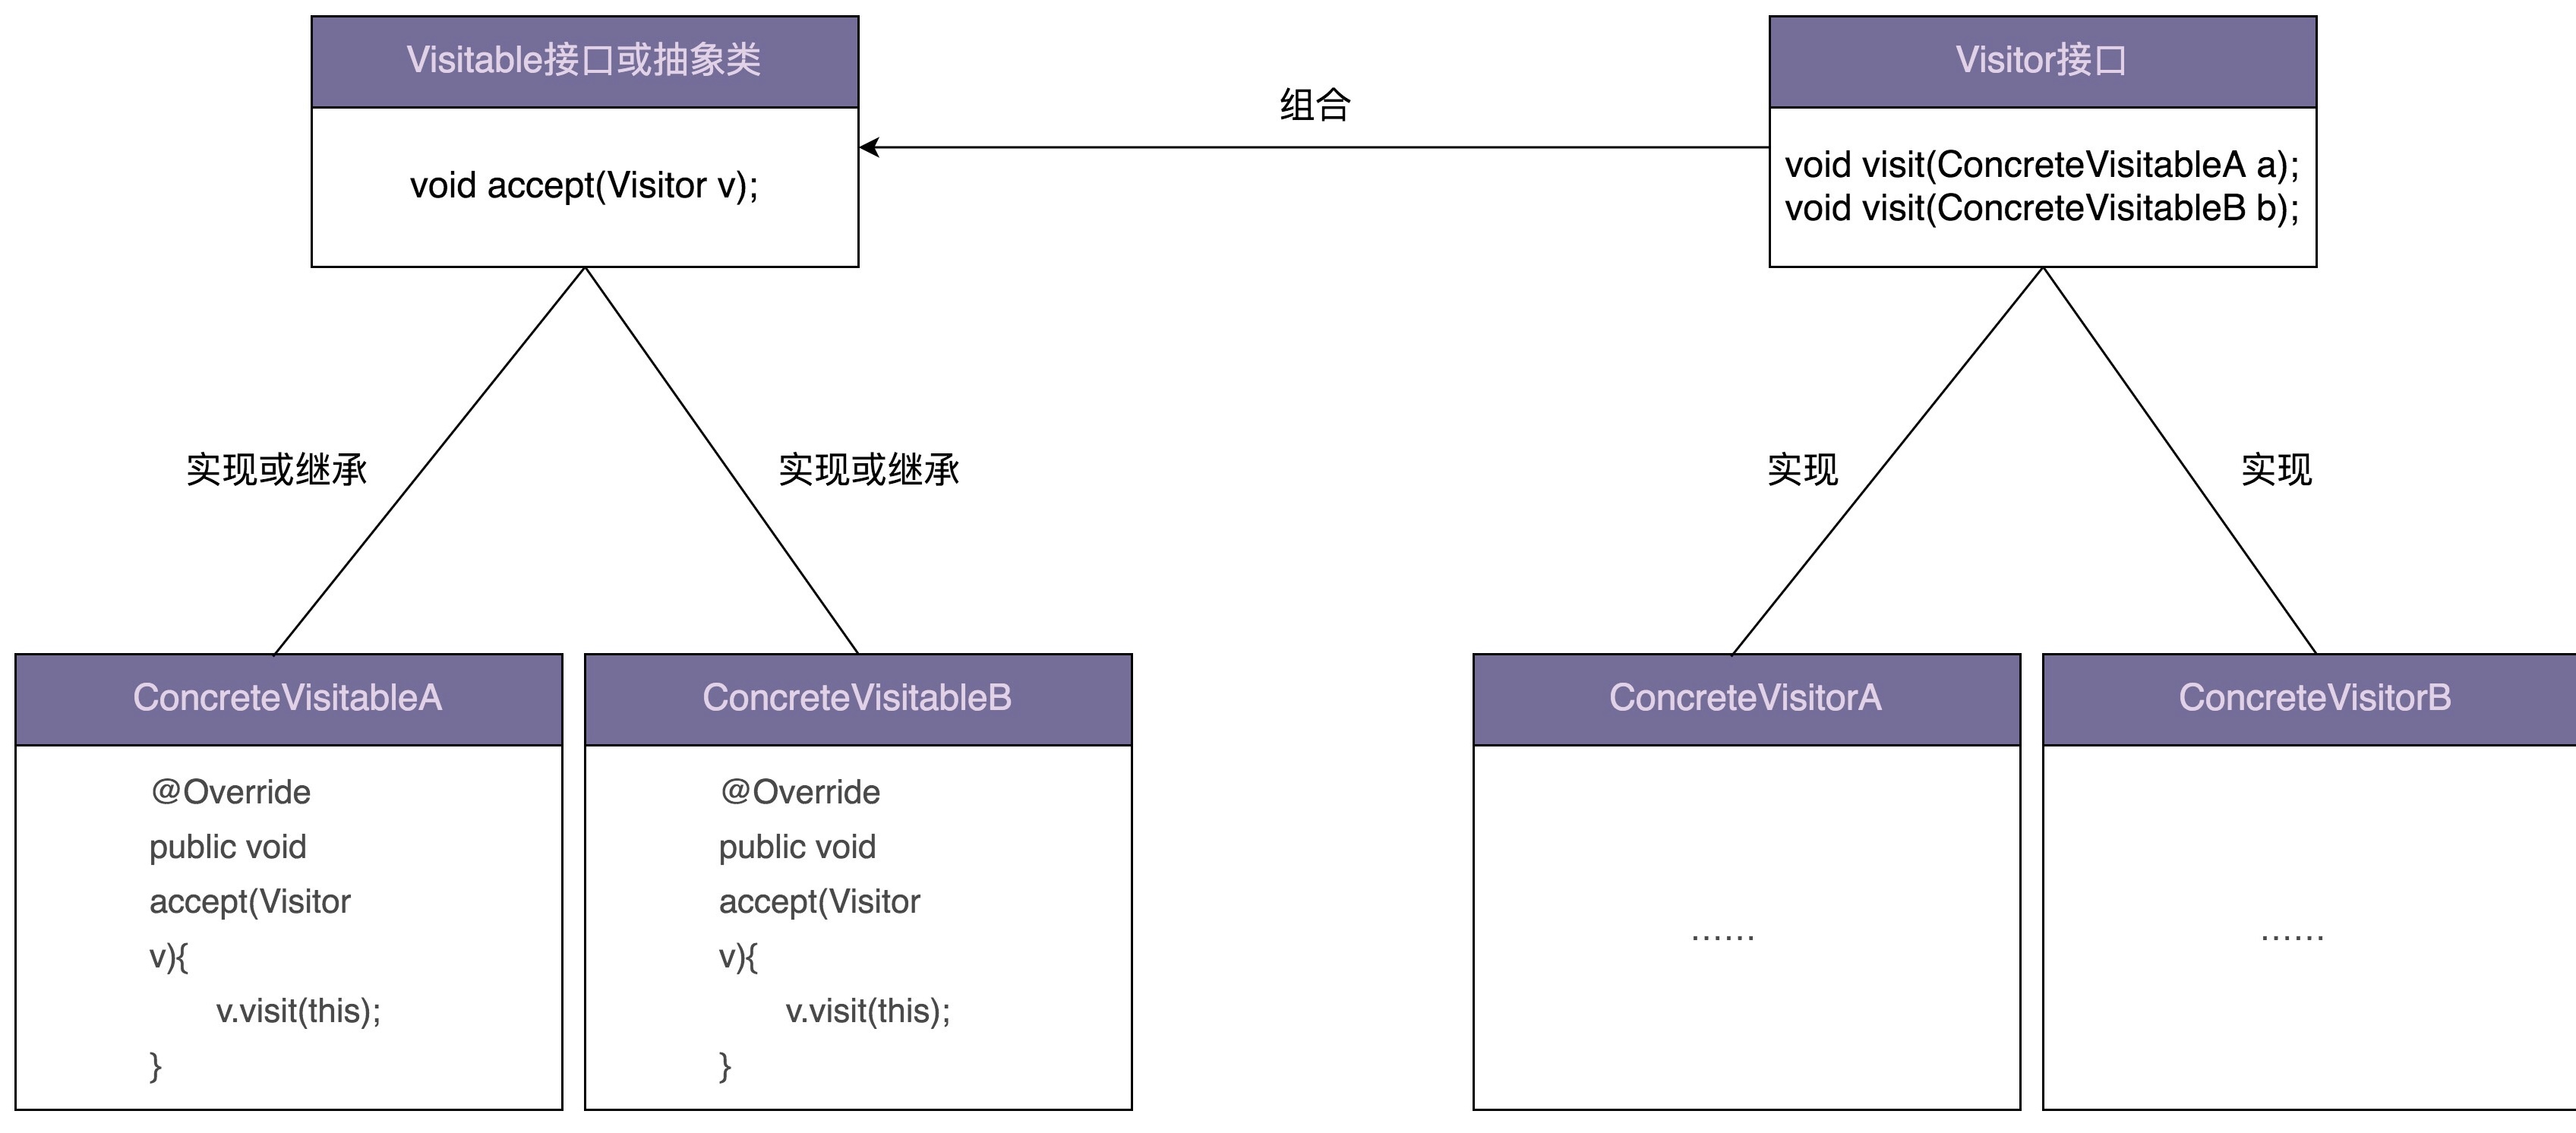 Visitable接口或抽象类
void accept(Visitor v);
组合
Visitor接口
void visit(ConcreteVisitableA a);
void visit(ConcreteVisitableB b);
实现或继承
实现或继承
实现
实现
ConcreteVisitableA
@Override
public void
accept(Visitor
v){
v.visit(this);
}
ConcreteVisitableB
@Override
public void
accept(Visitor
v){
v.visit(this);
}
ConcreteVisitorA
......
ConcreteVisitorB
......